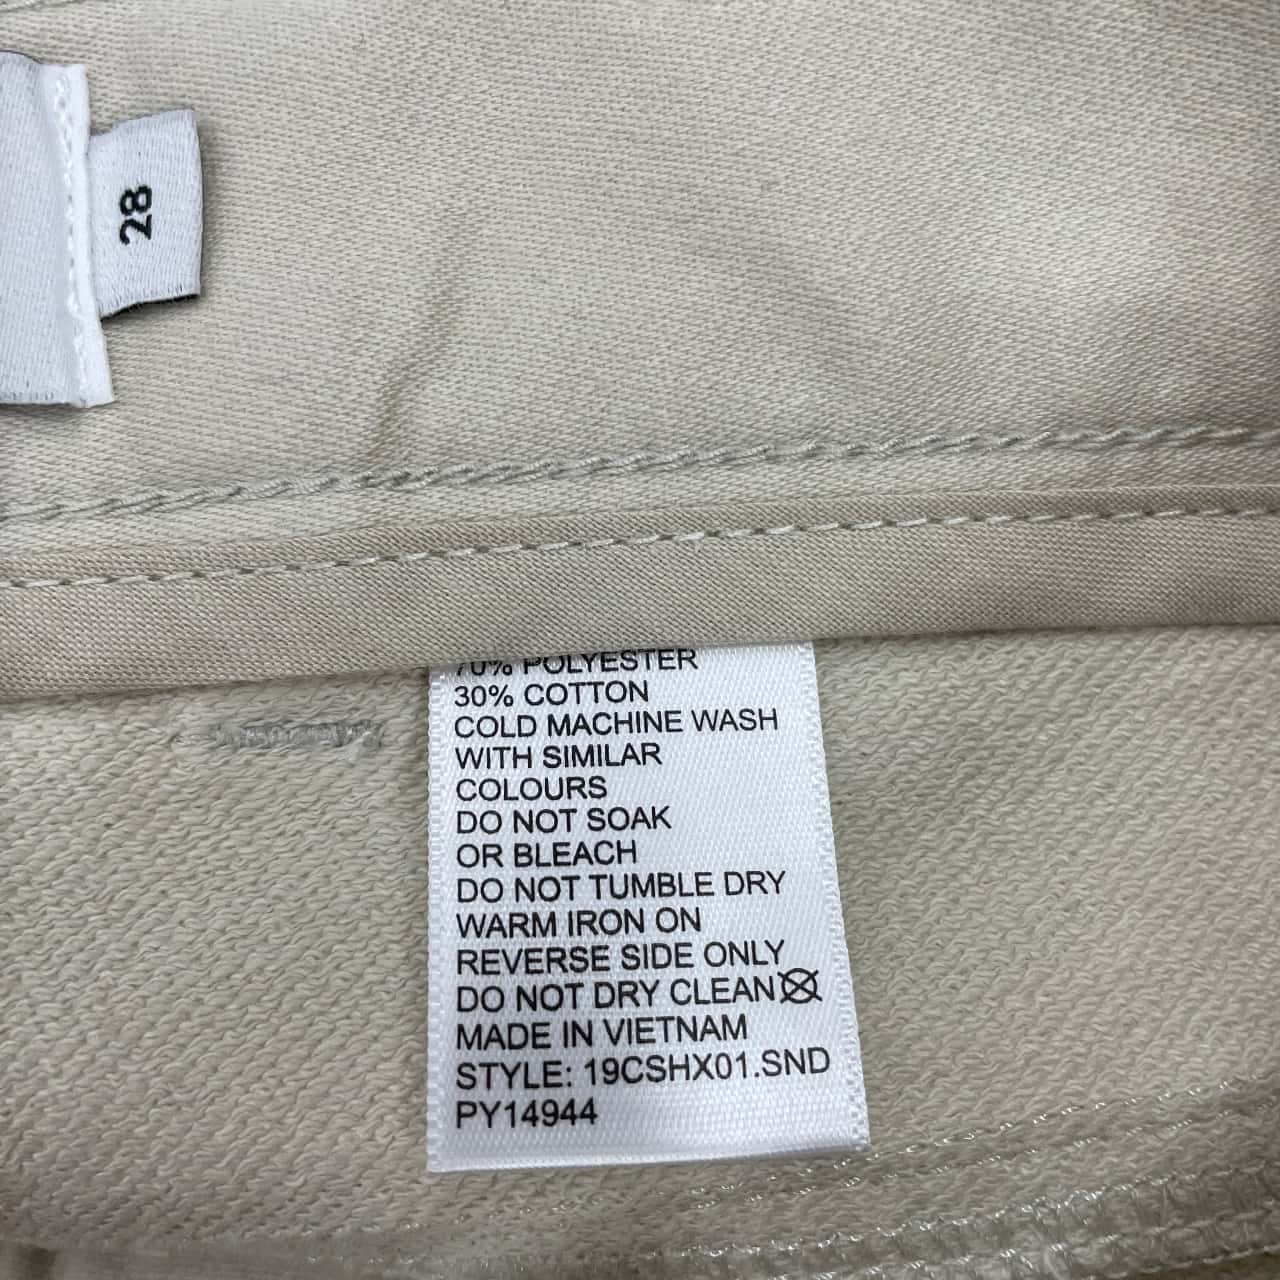 28
70% POLYESTER
30% COTTON
COLD MACHINE WASH
WITH SIMILAR
COLOURS
DO NOT SOAK
OR BLEACH
DO NOT TUMBLE DRY
WARM IRON ON
REVERSE SIDE ONLY
DO NOT DRY CLEAN
MADE IN VIETNAM
STYLE: 19CSHX01.SND
PY14944